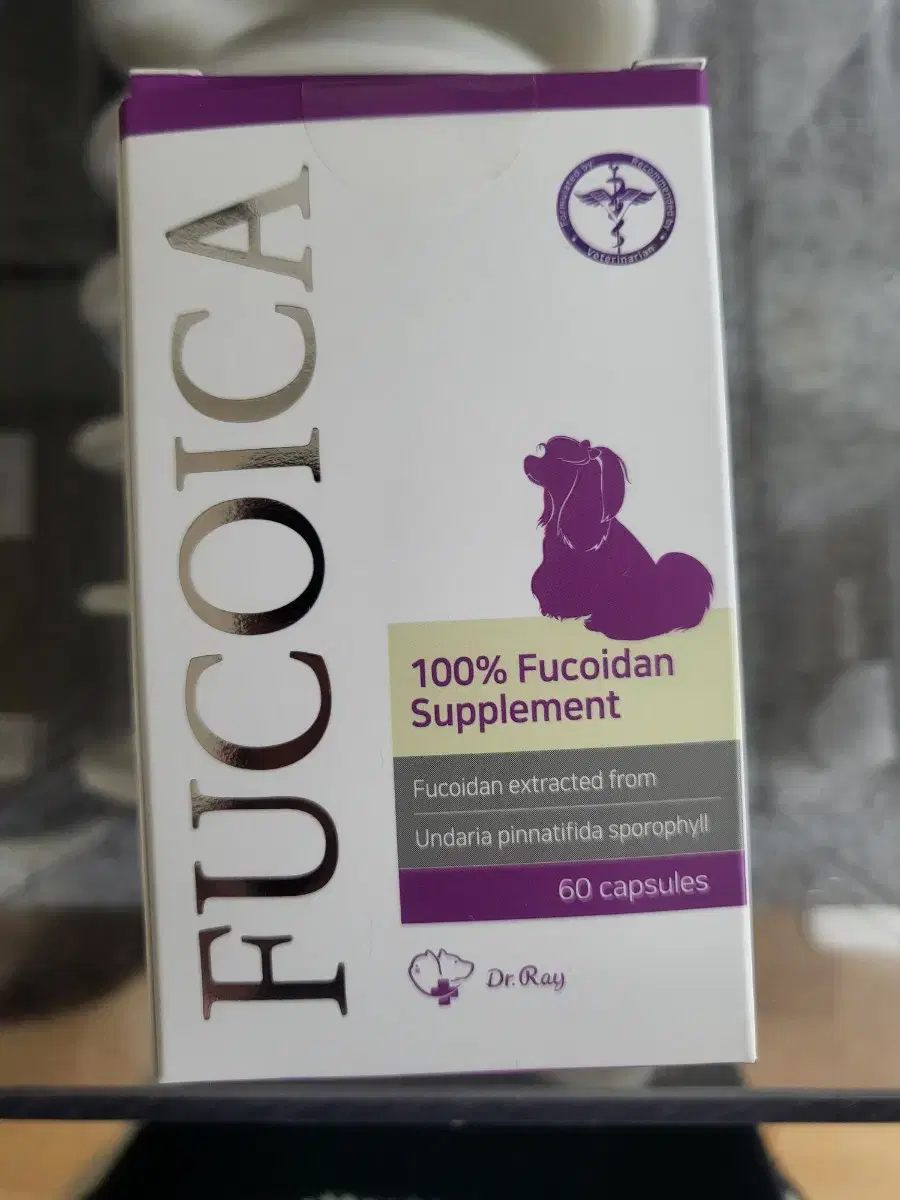 FUCOICA
Formulated by
Recommended by
Veterinarian
100% Fucoidan
Supplement
Fucoidan extracted from
Undaria pinnatifida sporophyll
60 capsules
Dr. Ray